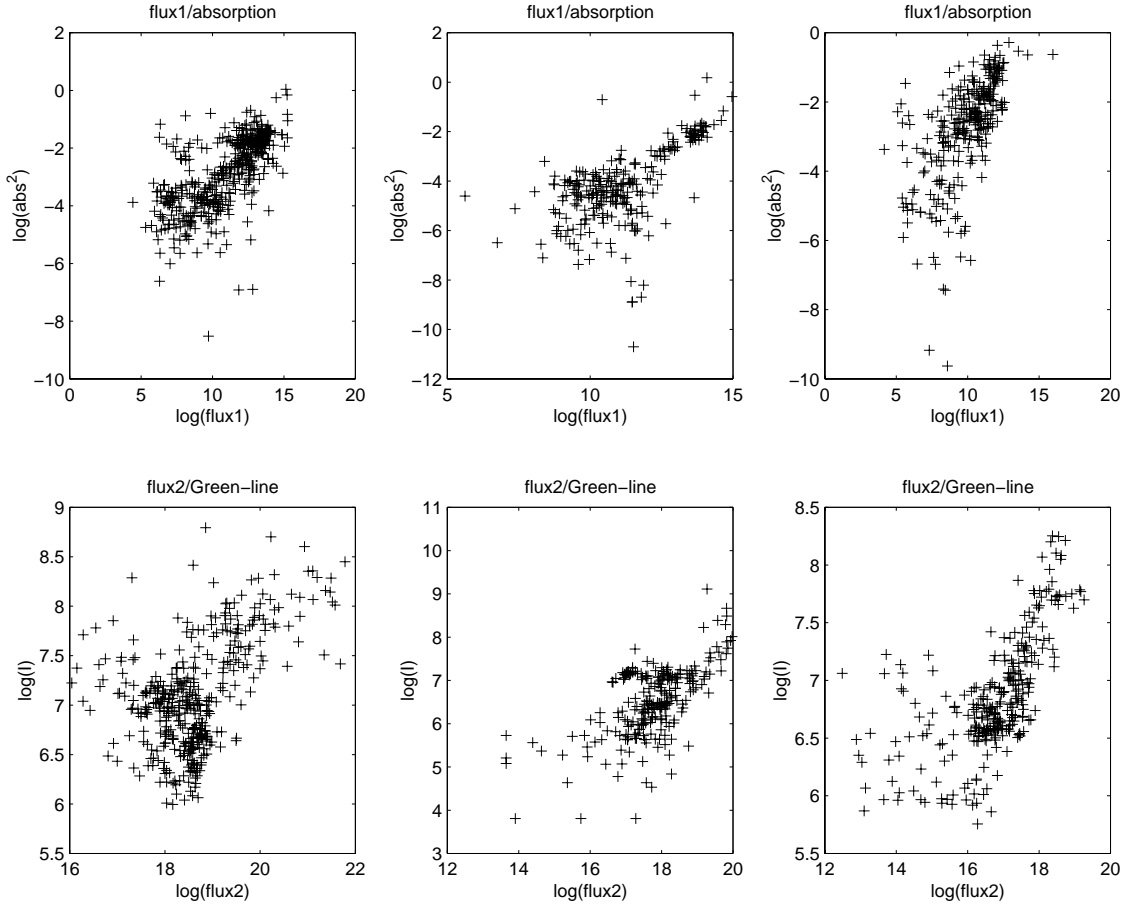 flux1/absorption
flux1/absorption
flux1/absorption
2
0
−2
−4
−6
−8
−10
log(abs²)
0 5 10 15 20
log(flux1)
2
0
−2
−4
−6
−8
−10
−12
log(abs²)
10 15
log(flux1)
0
−2
−4
−6
−8
−10
log(abs²)
0 5 10 15 20
log(flux1)
flux2/Green−line
flux2/Green−line
flux2/Green−line
9
8.5
8
7.5
7
6.5
6
5.5
log(I)
16 18 20 22
log(flux2)
11
10
9
8
7
6
5
4
3
log(I)
12 14 16 18 20
log(flux2)
8.5
8
7.5
7
6.5
6
5.5
log(I)
12 14 16 18 20
log(flux2)